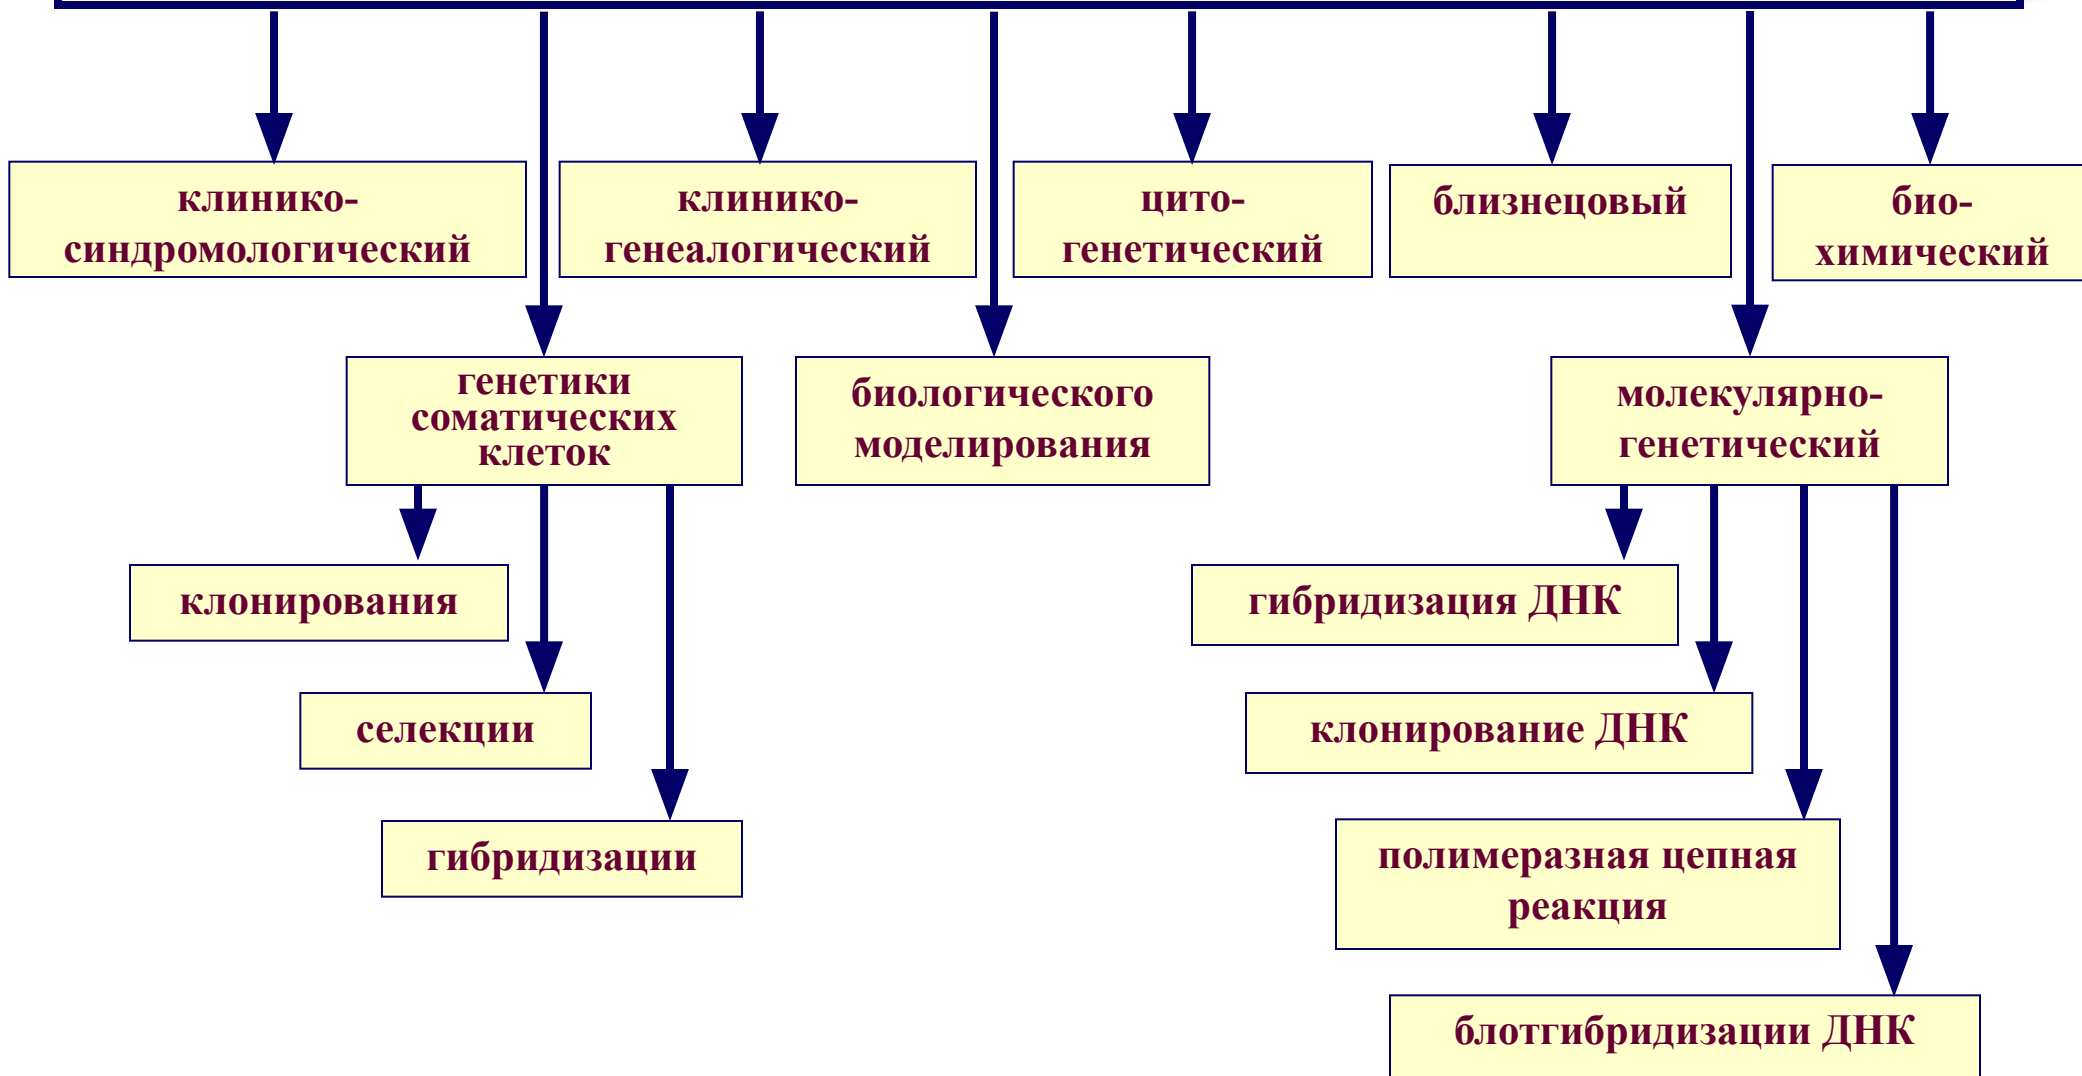 клинико-
синдромологический
клинико-
генеалогический
цито-
генетический
близнецовый
био-
химический
генетики
соматических
клеток
биологического
моделирования
молекулярно-
генетический
клонирования
селекции
гибридизации
гибридизация ДНК
клонирование ДНК
полимеразная цепная
реакция
блотгибридизации ДНК